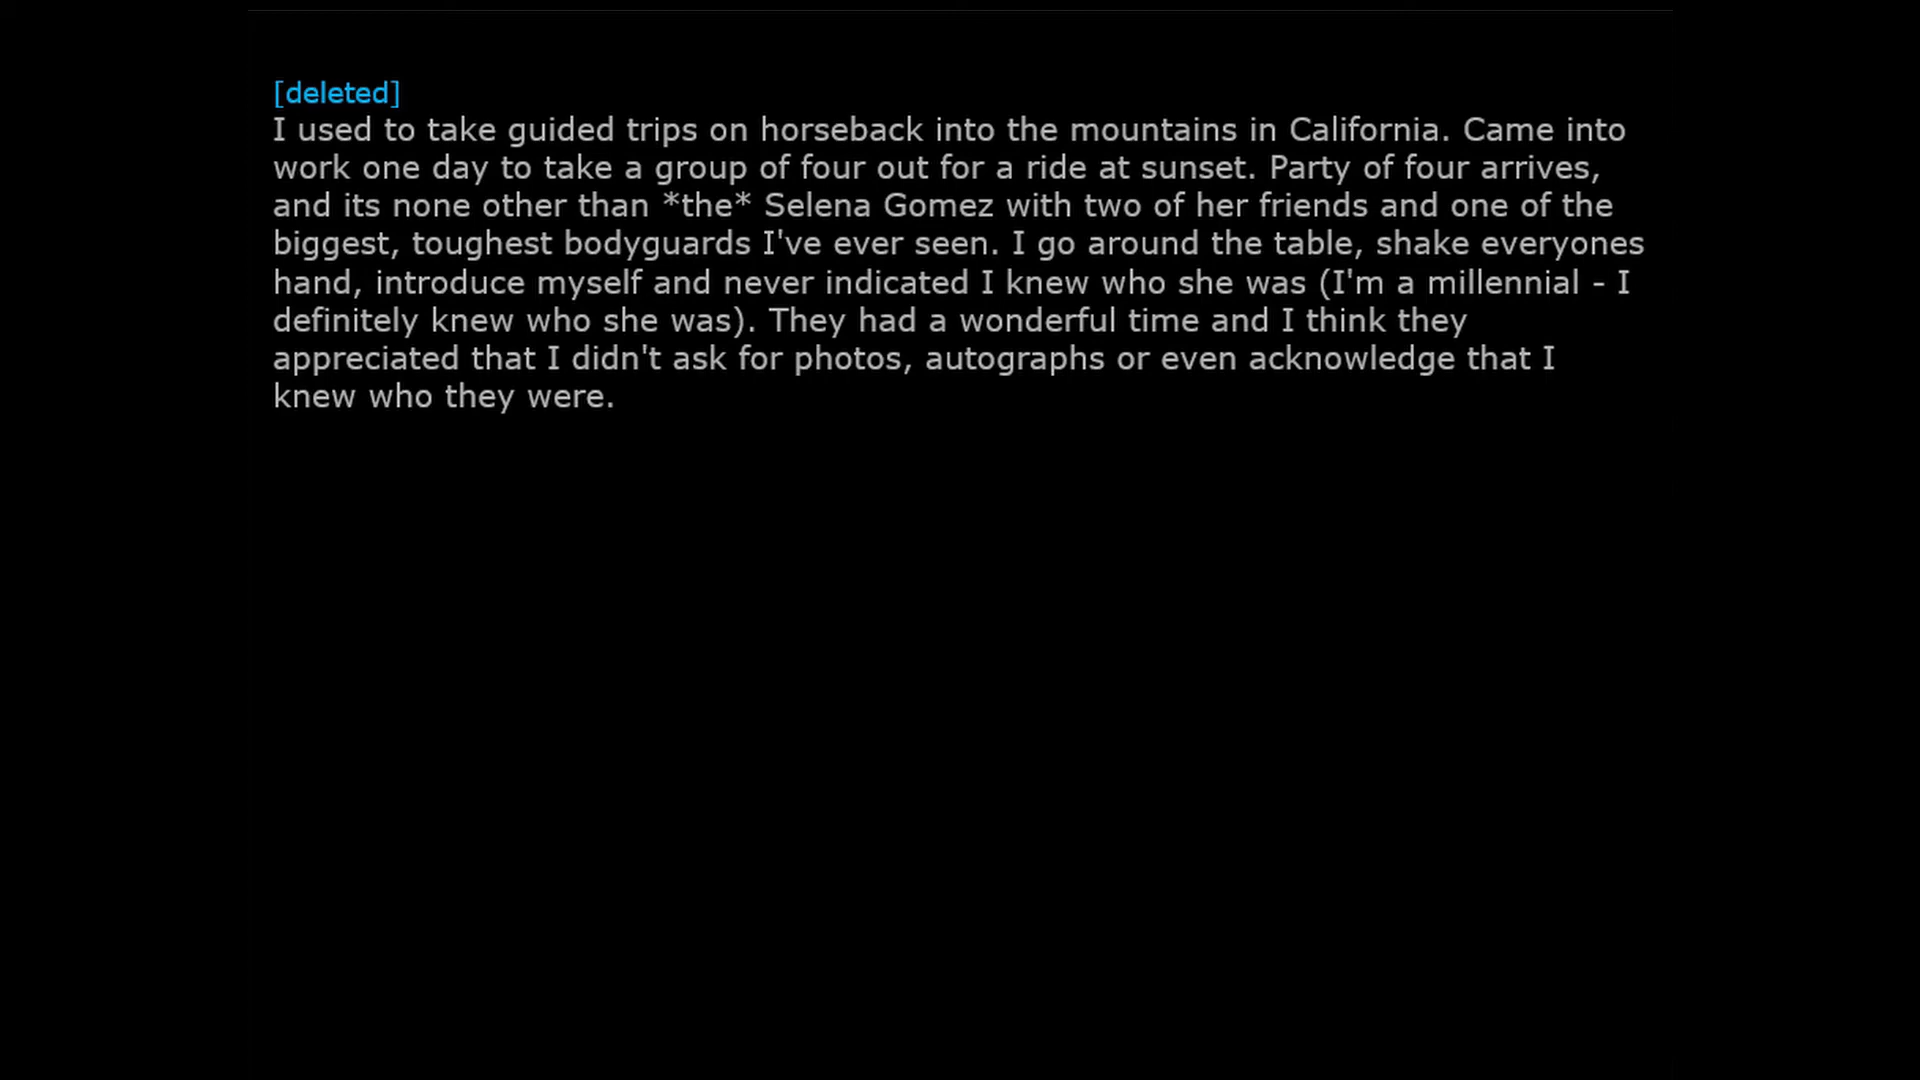 [deleted]
I used to take guided trips on horseback into the mountains in California. Came into
work one day to take a group of four out for a ride at sunset. Party of four arrives,
and its none other than *the* Selena Gomez with two of her friends and one of the
biggest, toughest bodyguards I've ever seen. I go around the table, shake everyones
hand, introduce myself and never indicated I knew who she was (I'm a millennial - I
definitely knew who she was). They had a wonderful time and I think they
appreciated that I didn't ask for photos, autographs or even acknowledge that I
knew who they were.